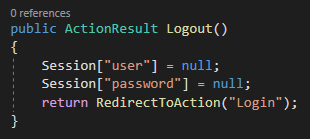 0 references
public ActionResult Logout()
{
Session["user"] = null;
Session["password"] = null;
return RedirectToAction("Login");
}